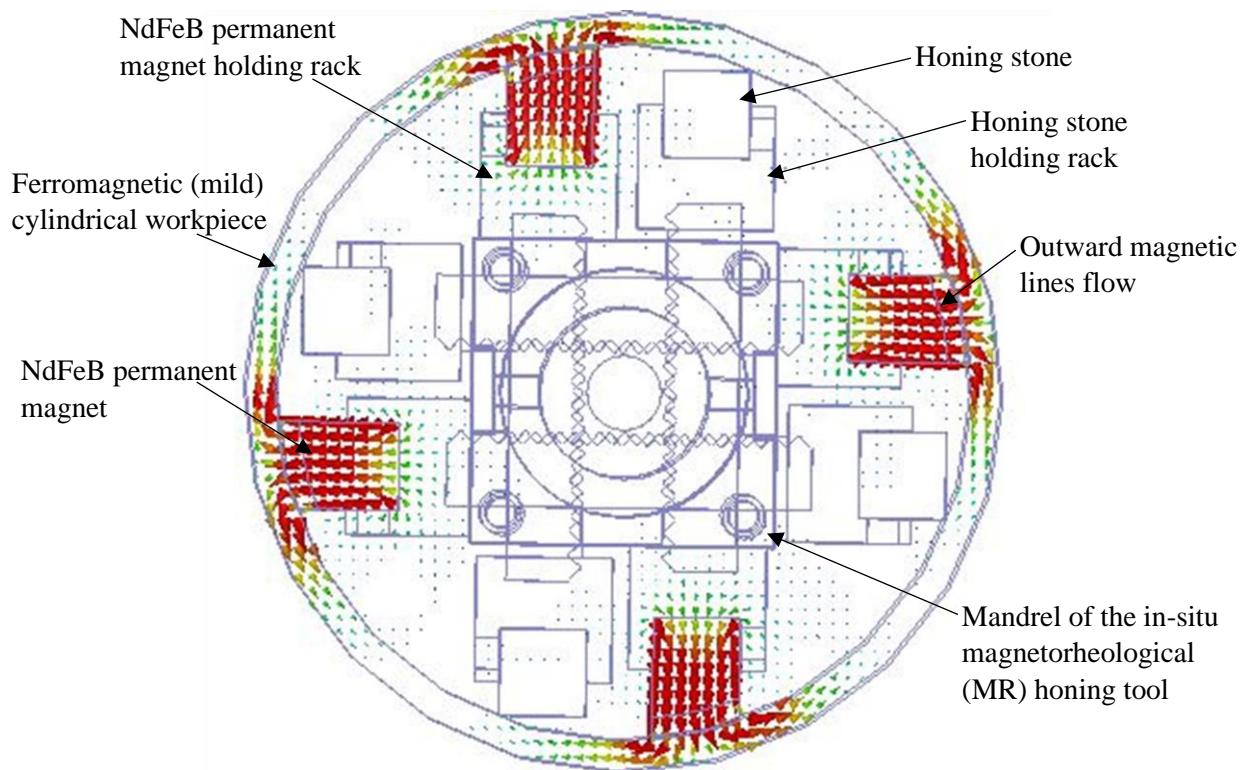 NdFeB permanent
magnet holding rack
Honing stone
Honing stone
holding rack
Ferromagnetic (mild)
cylindrical workpiece
Outward magnetic
lines flow
NdFeB permanent
magnet
Mandrel of the in-situ
magnetorheological
(MR) honing tool